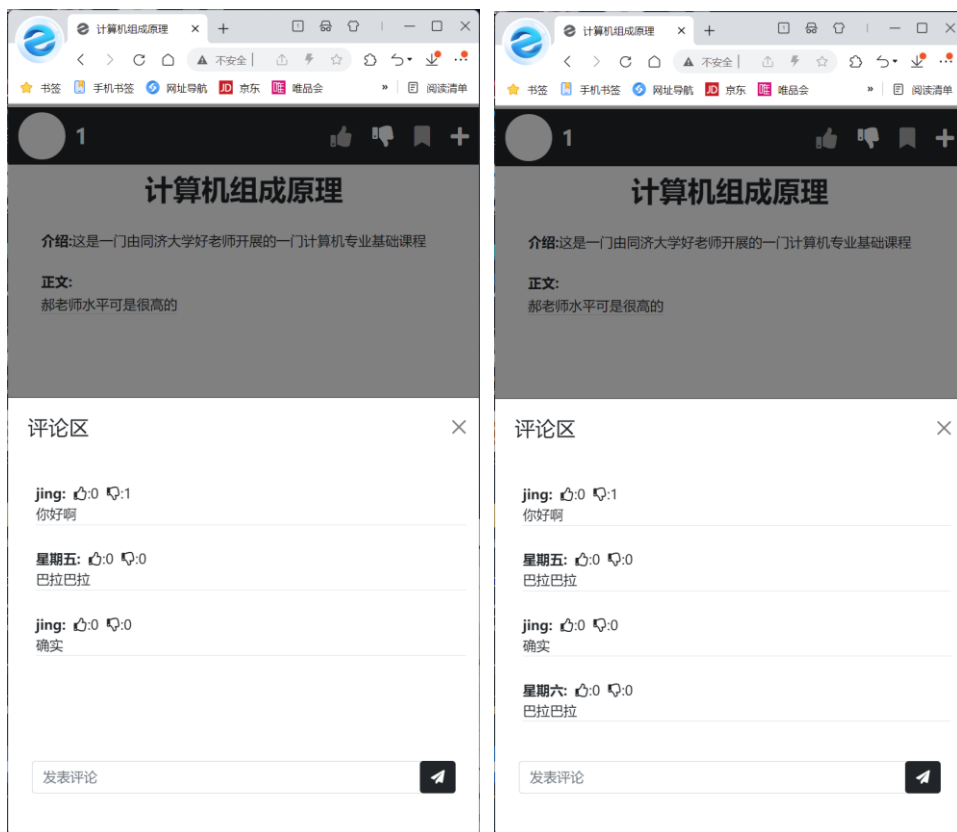 计算机组成原理
不安全
书签 手机书签 网址导航 JD 京东 唯 唯品会 » 阅读清单
1
计算机组成原理
介绍:这是一门由同济大学好老师开展的一门计算机专业基础课程
正文:
郝老师水平可是很高的
评论区
jing: :0 :1
你好啊
星期五: :0 :0
巴拉巴拉
jing: :0 :0
确实
发表评论
计算机组成原理
不安全
书签 手机书签 网址导航 JD 京东 唯 唯品会 » 阅读清单
1
计算机组成原理
介绍:这是一门由同济大学好老师开展的一门计算机专业基础课程
正文:
郝老师水平可是很高的
评论区
jing: :0 :1
你好啊
星期五: :0 :0
巴拉巴拉
jing: :0 :0
确实
星期六: :0 :0
巴拉巴拉
发表评论